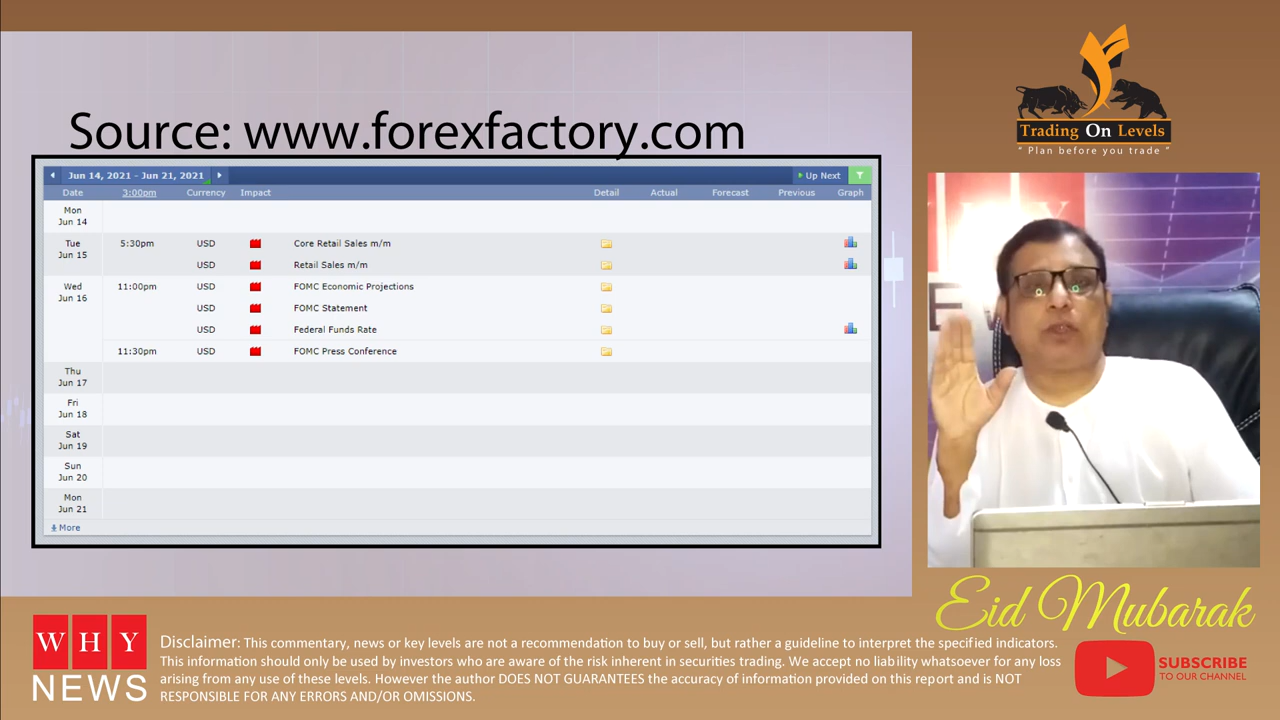 Source: www.forexfactory.com
Jun 14, 2021 - Jun 21, 2021
Up Next
Date 3:00pm Currency Impact Detail Actual Forecast Previous Graph
Mon
Jun 14
Tue 5:30pm USD Core Retail Sales m/m
Jun 15
USD Retail Sales m/m
Wed 11:00pm USD FOMC Economic Projections
Jun 16
USD FOMC Statement
USD Federal Funds Rate
11:30pm USD FOMC Press Conference
Thu
Jun 17
Fri
Jun 18
Sat
Jun 19
Sun
Jun 20
Mon
Jun 21
More
Trading On Levels
" Plan before you trade "
Eid Mubarak
WHY
NEWS
Disclaimer: This commentary, news or key levels are not a recommendation to buy or sell, but rather a guideline to interpret the specified indicators.
This information should only be used by investors who are aware of the risk inherent in securities trading. We accept no liability whatsoever for any loss
arising from any use of these levels. However the author DOES NOT GUARANTEES the accuracy of information provided on this report and is NOT
RESPONSIBLE FOR ANY ERRORS AND/OR OMISSIONS.
SUBSCRIBE
TO OUR CHANNEL